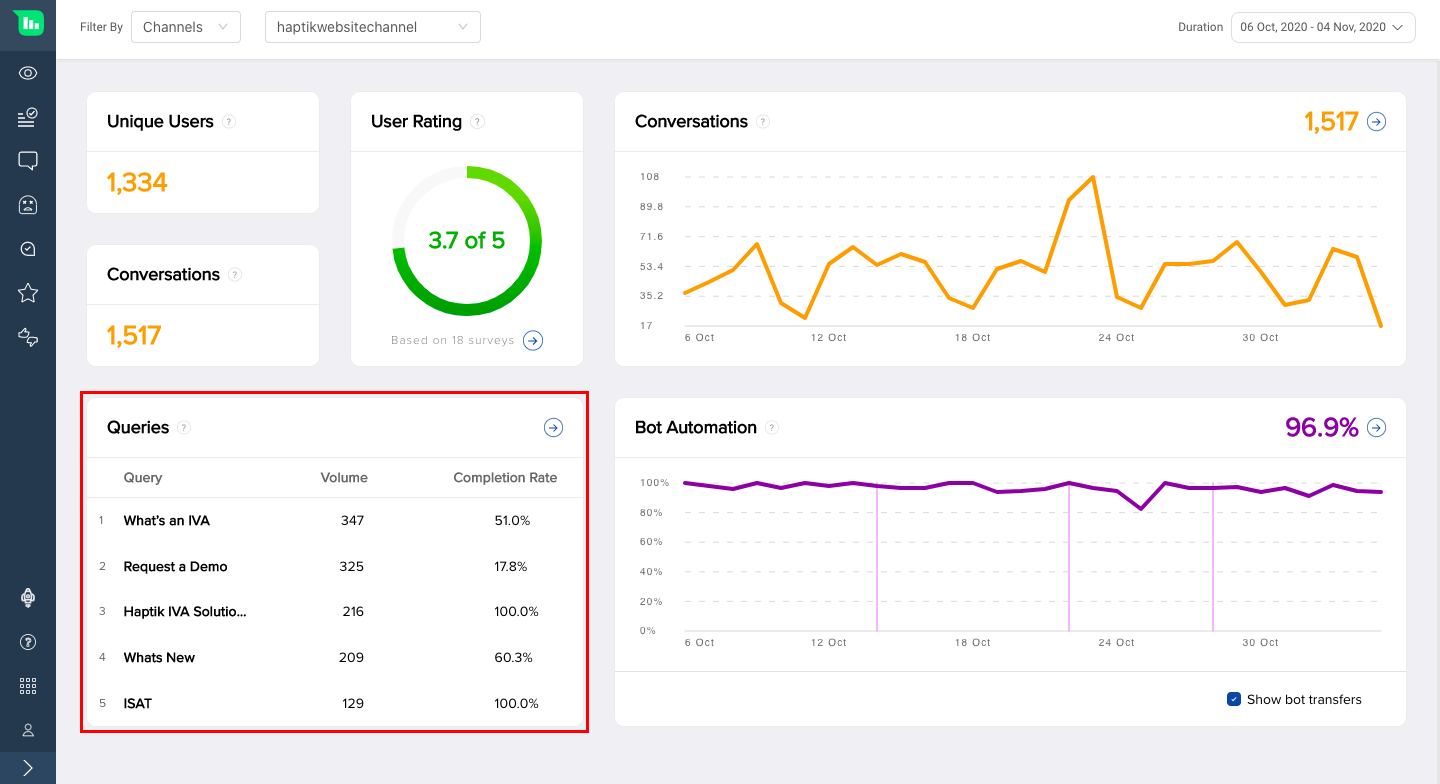 Filter By Channels haptikwebsitechannel Duration 06 Oct, 2020 - 04 Nov, 2020
Unique Users ?
1,334
Conversations ?
1,517
User Rating ?
3.7 of 5
Based on 18 surveys
Conversations ? 1,517
108
89.8
71.6
53.4
35.2
17
6 Oct 12 Oct 18 Oct 24 Oct 30 Oct
Queries ?
Query Volume Completion Rate
1 What's an IVA 347 51.0%
2 Request a Demo 325 17.8%
3 Haptik IVA Solutio... 216 100.0%
4 Whats New 209 60.3%
5 ISAT 129 100.0%
Bot Automation ? 96.9%
100%
80%
60%
40%
20%
0%
6 Oct 12 Oct 18 Oct 24 Oct 30 Oct
Show bot transfers